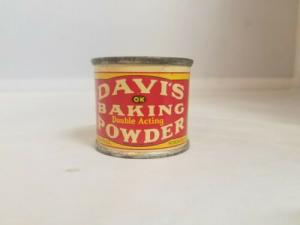 DAVIS
OK
BAKING
Double Acting
POWDER